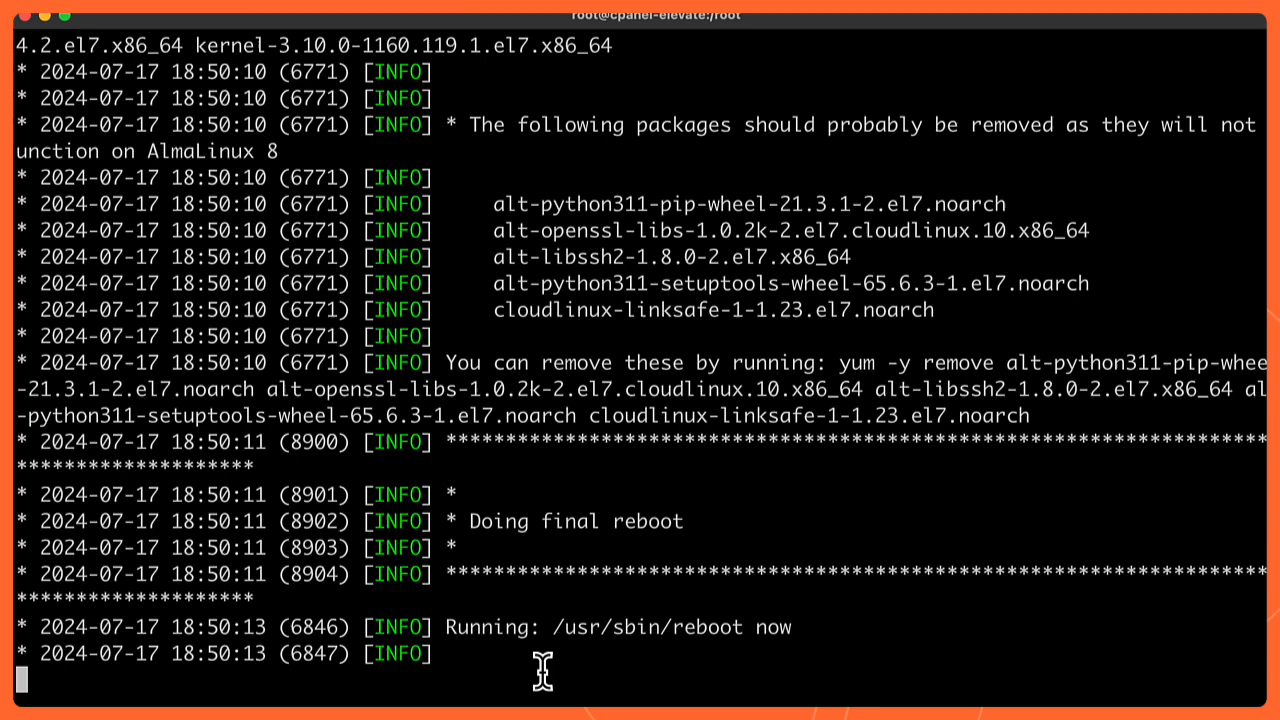 root@cpanel-elevate:/root
4.2.el7.x86_64 kernel-3.10.0-1160.119.1.el7.x86_64
* 2024-07-17 18:50:10 (6771) [INFO]
* 2024-07-17 18:50:10 (6771) [INFO]
* 2024-07-17 18:50:10 (6771) [INFO] * The following packages should probably be removed as they will not
unction on AlmaLinux 8
* 2024-07-17 18:50:10 (6771) [INFO]
* 2024-07-17 18:50:10 (6771) [INFO]     alt-python311-pip-wheel-21.3.1-2.el7.noarch
* 2024-07-17 18:50:10 (6771) [INFO]     alt-openssl-libs-1.0.2k-2.el7.cloudlinux.10.x86_64
* 2024-07-17 18:50:10 (6771) [INFO]     alt-libssh2-1.8.0-2.el7.x86_64
* 2024-07-17 18:50:10 (6771) [INFO]     alt-python311-setuptools-wheel-65.6.3-1.el7.noarch
* 2024-07-17 18:50:10 (6771) [INFO]     cloudlinux-linksafe-1-1.23.el7.noarch
* 2024-07-17 18:50:10 (6771) [INFO]
* 2024-07-17 18:50:10 (6771) [INFO] You can remove these by running: yum -y remove alt-python311-pip-whee
-21.3.1-2.el7.noarch alt-openssl-libs-1.0.2k-2.el7.cloudlinux.10.x86_64 alt-libssh2-1.8.0-2.el7.x86_64 al
-python311-setuptools-wheel-65.6.3-1.el7.noarch cloudlinux-linksafe-1-1.23.el7.noarch
* 2024-07-17 18:50:11 (8900) [INFO] *********************************************************************
********************
* 2024-07-17 18:50:11 (8901) [INFO] *
* 2024-07-17 18:50:11 (8902) [INFO] * Doing final reboot
* 2024-07-17 18:50:11 (8903) [INFO] *
* 2024-07-17 18:50:11 (8904) [INFO] *********************************************************************
********************
* 2024-07-17 18:50:13 (6846) [INFO] Running: /usr/sbin/reboot now
* 2024-07-17 18:50:13 (6847) [INFO]